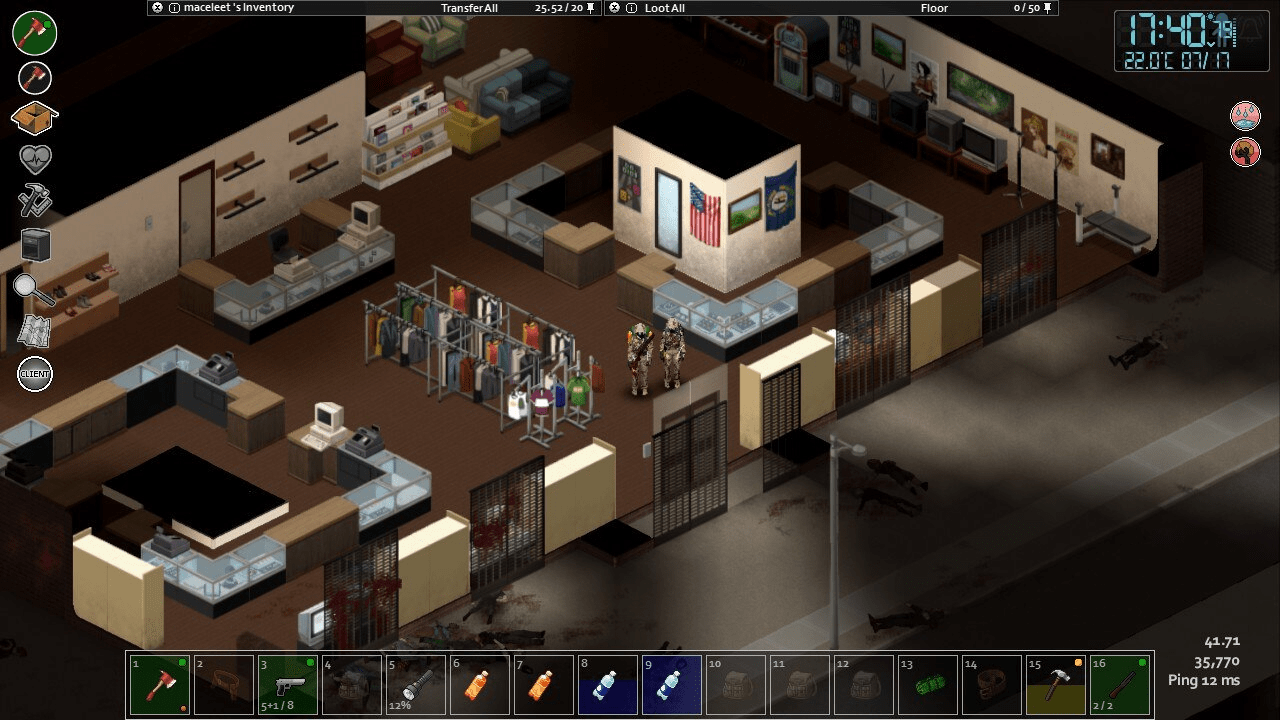 maceleet 's Inventory
Transfer All
25.52 / 20
Loot All
Floor
0 / 50
17:40
22.0°C 07/17
CLIENT
1
2
3
5+1 / 8
4
5
12%
6
7
8
9
10
11
12
13
14
15
16
2 / 2
41.71
35,770
Ping 12 ms